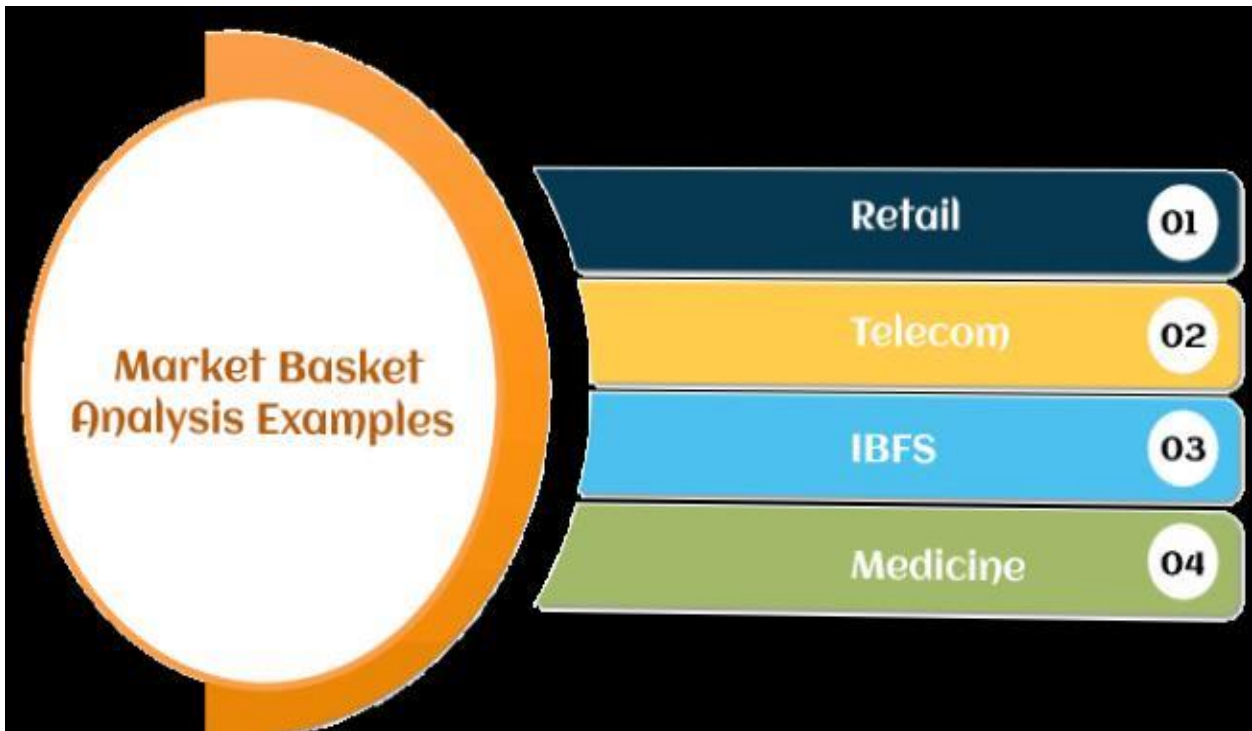 Market Basket
Analysis Examples
Retail 01
Telecom 02
IBFS 03
Medicine 04